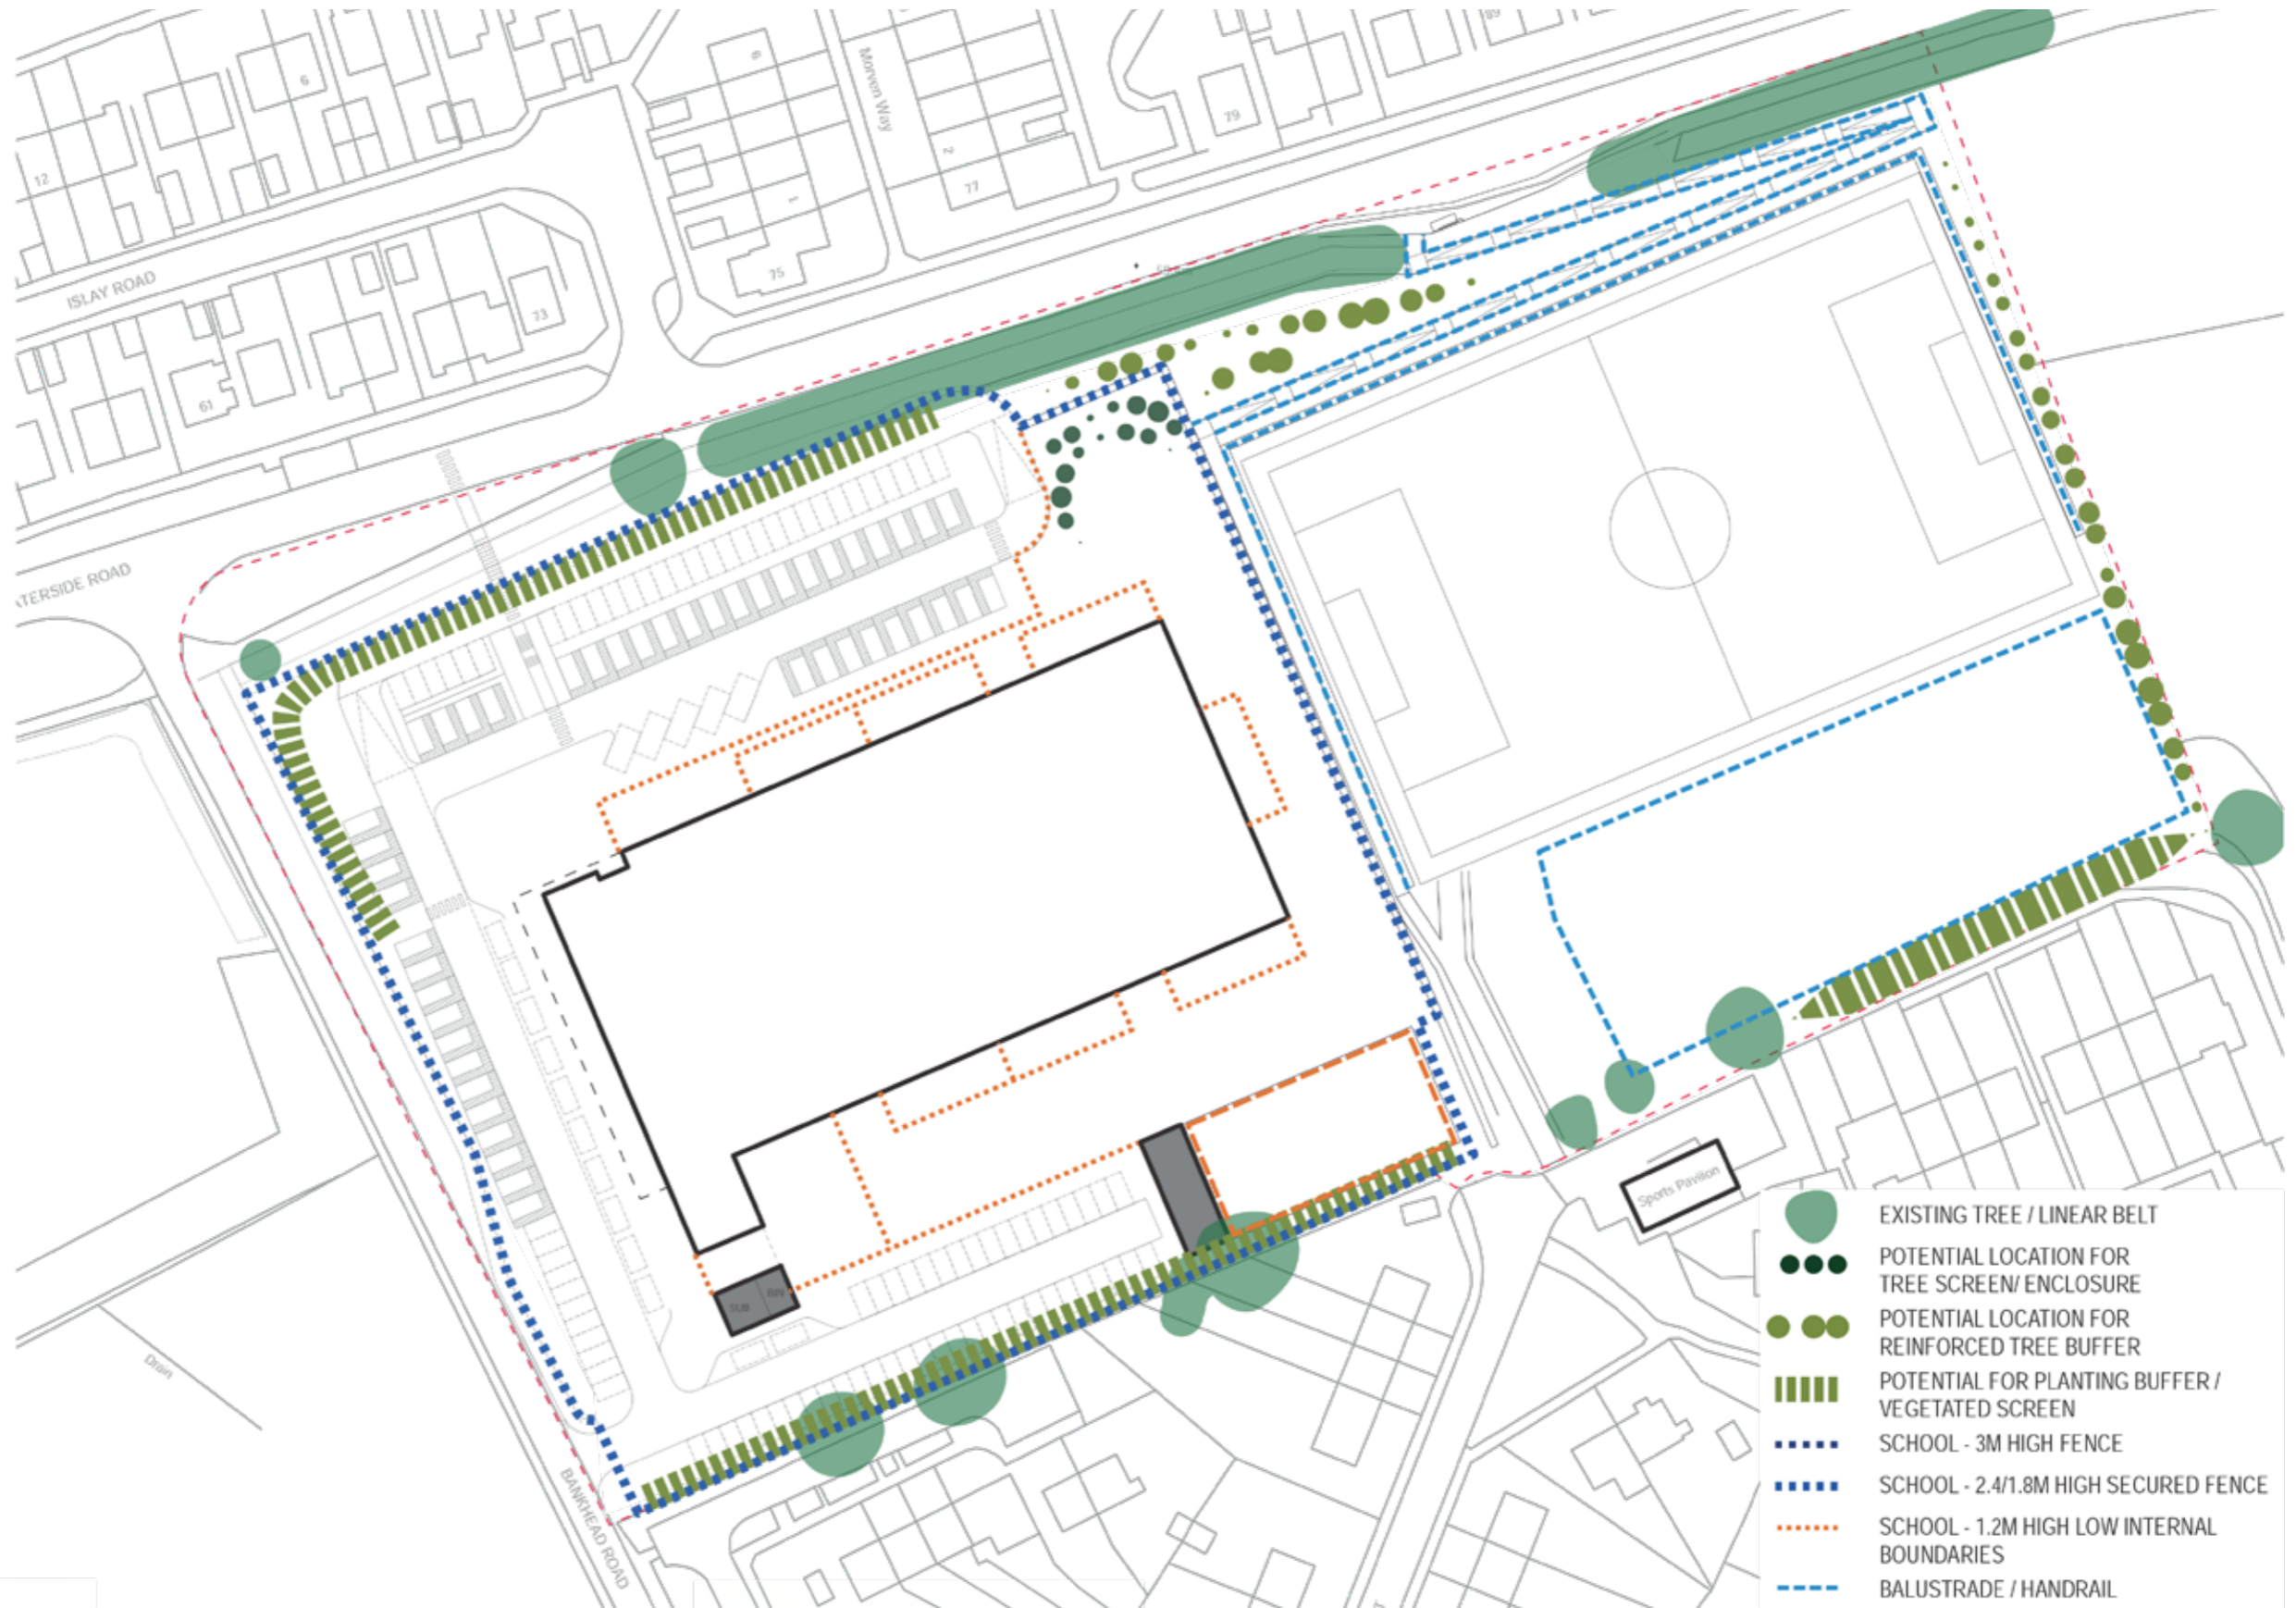 89
6
6
Morven Way
79
12
2
77
1
75
ISLAY ROAD
73
61
ATERSIDE ROAD
Sports Pavilion
SUB
BIN
Drain
BANKHEAD ROAD
EXISTING TREE / LINEAR BELT
POTENTIAL LOCATION FOR
TREE SCREEN/ ENCLOSURE
POTENTIAL LOCATION FOR
REINFORCED TREE BUFFER
POTENTIAL FOR PLANTING BUFFER /
VEGETATED SCREEN
SCHOOL - 3M HIGH FENCE
SCHOOL - 2.4/1.8M HIGH SECURED FENCE
SCHOOL - 1.2M HIGH LOW INTERNAL
BOUNDARIES
BALUSTRADE / HANDRAIL